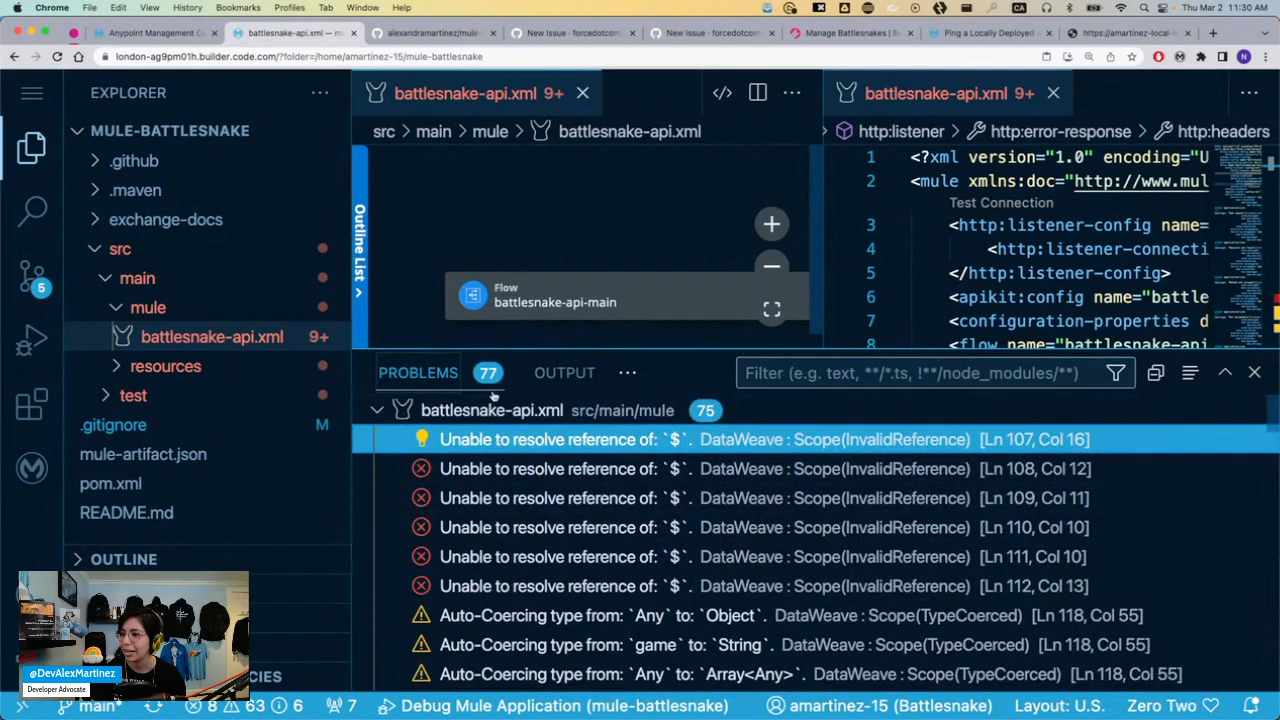 Chrome File Edit View History Bookmarks Profiles Tab Window Help Thu Mar 2 11:30 AM
Anypoint Management C battlesnake-api.xml — mu alexandramartinez/mule- New Issue · forcedotcom New Issue · forcedotcom Manage Battlesnakes | B Ping a Locally Deployed https://amartinez-local-s
london-ag9pm01h.builder.code.com/?folder=/home/amartinez-15/mule-battlesnake
EXPLORER
MULE-BATTLESNAKE
.github
.maven
exchange-docs
src
main
mule
battlesnake-api.xml 9+
resources
test
.gitignore M
mule-artifact.json
pom.xml
README.md
OUTLINE
CIES
5
battlesnake-api.xml 9+
src main mule battlesnake-api.xml
Outline List >
Flow
battlesnake-api-main
battlesnake-api.xml 9+
http:listener http:error-response http:headers
1 <?xml version="1.0" encoding="U
2 <mule xmlns:doc="http://www.mul
Test Connection
3 <http:listener-config name=
4 <http:listener-connecti
5 </http:listener-config>
6 <apikit:config name="battle
7 <configuration-properties d
8 <flow name="battlesnake-api
PROBLEMS 77 OUTPUT Filter (e.g. text, **/*.ts, !**/node_modules/**)
battlesnake-api.xml src/main/mule 75
Unable to resolve reference of: `$`. DataWeave : Scope(InvalidReference) [Ln 107, Col 16]
Unable to resolve reference of: `$`. DataWeave : Scope(InvalidReference) [Ln 108, Col 12]
Unable to resolve reference of: `$`. DataWeave : Scope(InvalidReference) [Ln 109, Col 11]
Unable to resolve reference of: `$`. DataWeave : Scope(InvalidReference) [Ln 110, Col 10]
Unable to resolve reference of: `$`. DataWeave : Scope(InvalidReference) [Ln 111, Col 10]
Unable to resolve reference of: `$`. DataWeave : Scope(InvalidReference) [Ln 112, Col 13]
Auto-Coercing type from: `Any` to: `Object`. DataWeave : Scope(TypeCoerced) [Ln 118, Col 55]
Auto-Coercing type from: `game` to: `String`. DataWeave : Scope(TypeCoerced) [Ln 118, Col 55]
Auto-Coercing type from: `Any` to: `Array<Any>`. DataWeave : Scope(TypeCoerced) [Ln 118, Col 55]
@DevAlexMartinez
Developer Advocate
main* 8 63 6 7 Debug Mule Application (mule-battlesnake) amartinez-15 (Battlesnake) Layout: U.S. Zero Two